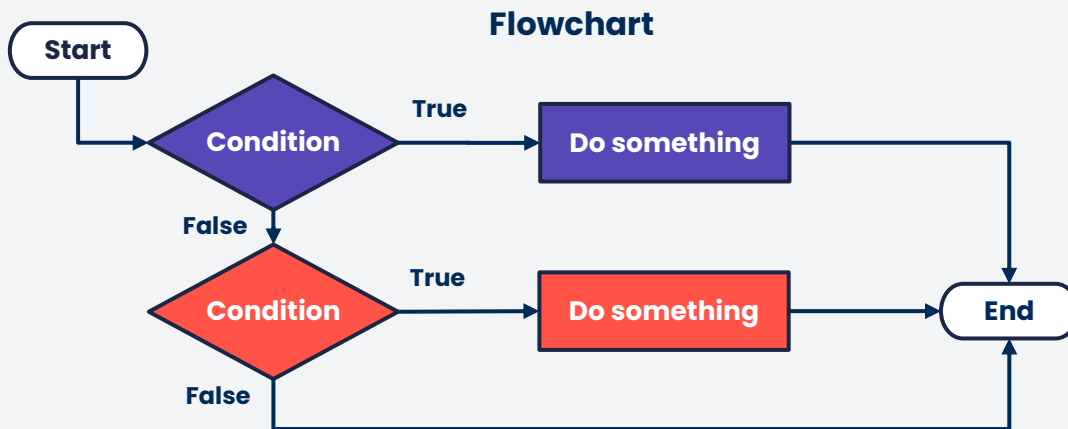 Flowchart
Start
Condition
True
Do something
False
Condition
True
Do something
End
False